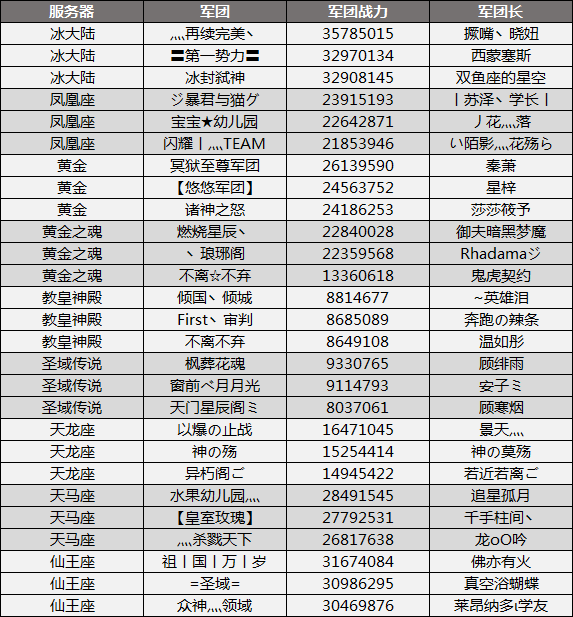 服务器 军团 军团战力 军团长
冰大陆 灬再续完美丶 35785015 撅嘴丶晓妞
冰大陆 〓第一势力〓 32970134 西蒙塞斯
冰大陆 冰封弑神 32908145 双鱼座的星空
凤凰座 ジ暴君与猫グ 23915193 丨苏泽丶学长丨
凤凰座 宝宝★幼儿园 22642871 丿花灬落
凤凰座 闪耀丨灬TEAM 21853946 い陌影灬花殇ら
黄金 冥狱至尊军团 26139590 秦萧
黄金 【悠悠军团】 24563752 星梓
黄金 诸神之怒 24186253 莎莎筱予
黄金之魂 燃烧星辰丶 22840028 御夫暗黑梦魔
黄金之魂 丶琅琊阁 22359568 Rhadamaジ
黄金之魂 不离☆不弃 13360618 鬼虎契约
教皇神殿 倾国丶倾城 8814677 ~英雄泪
教皇神殿 First丶审判 8685089 奔跑の辣条
教皇神殿 不离不弃 8649108 温如彤
圣域传说 枫葬花魂 9330765 顾绯雨
圣域传说 窗前ぺ月月光 9114793 安子ミ
圣域传说 天门星辰阁ミ 8037061 顾寒烟
天龙座 以爆の止战 16471045 景天灬
天龙座 神の殇 15254414 神の莫殇
天龙座 异朽阁ご 14945422 若近若离ご
天马座 水果幼儿园灬 28491545 追星孤月
天马座 【皇室玫瑰】 27792531 千手柱间丶
天马座 灬杀戮天下 26817638 龙oO吟
仙王座 祖丨国丨万丨岁 31674084 佛亦有火
仙王座 =圣域= 30986295 真空浴蝴蝶
仙王座 众神灬领域 30469876 莱昂纳多ι学友